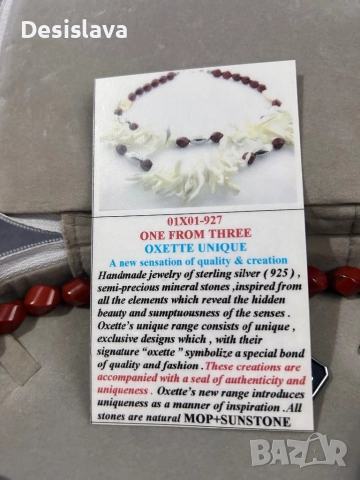 Desislava
01X01-927
ONE FROM THREE
OXETTE UNIQUE
A new sensation of quality & creation
Handmade jewelry of sterling silver ( 925 ) ,
semi-precious mineral stones ,inspired from
all the elements which reveal the hidden
beauty and sumptuousness of the senses .
Oxette's unique range consists of unique ,
exclusive designs which , with their
signature “oxette ” symbolize a special bond
of quality and fashion .These creations are
accompanied with a seal of authenticity and
uniqueness . Oxette's new range introduces
uniqueness as a manner of inspiration .All
stones are natural MOP+SUNSTONE
BAZAR